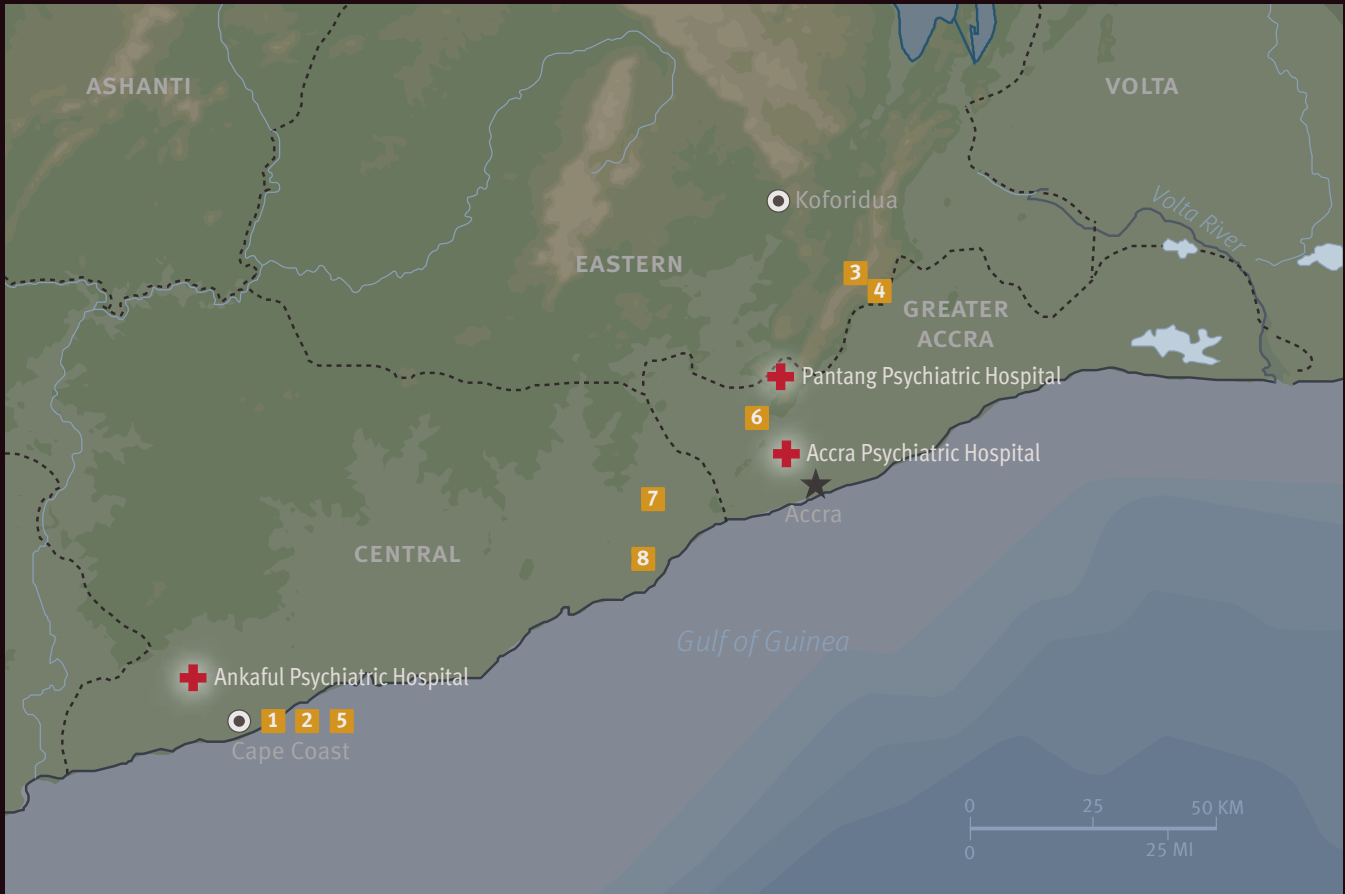 ASHANTI
VOLTA
Koforidua
Volta River
EASTERN
3
4
GREATER
ACCRA
Pantang Psychiatric Hospital
6
Accra Psychiatric Hospital
7
Accra
CENTRAL
8
Gulf of Guinea
Ankaful Psychiatric Hospital
1 2 5
Cape Coast
0 25 50 KM
0 25 MI